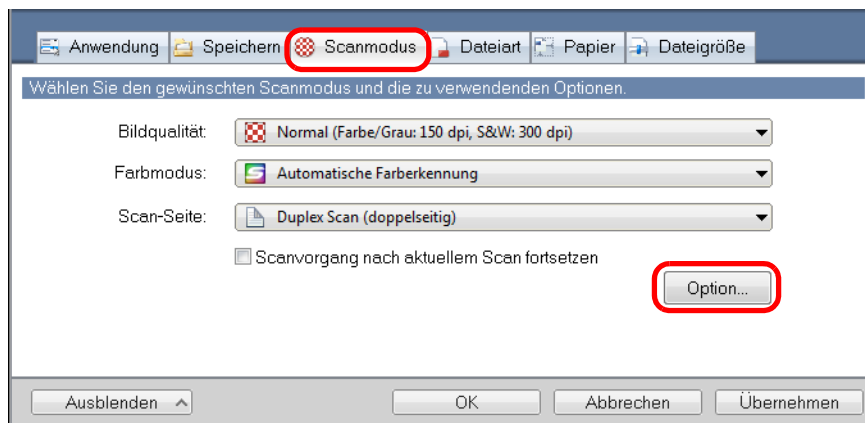 Anwendung Speichern Scanmodus Dateiart Papier Dateigröße
Wählen Sie den gewünschten Scanmodus und die zu verwendenden Optionen.
Bildqualität: Normal (Farbe/Grau: 150 dpi, S&W: 300 dpi)
Farbmodus: Automatische Farberkennung
Scan-Seite: Duplex Scan (doppelseitig)
Scanvorgang nach aktuellem Scan fortsetzen
Option...
Ausblenden OK Abbrechen Übernehmen